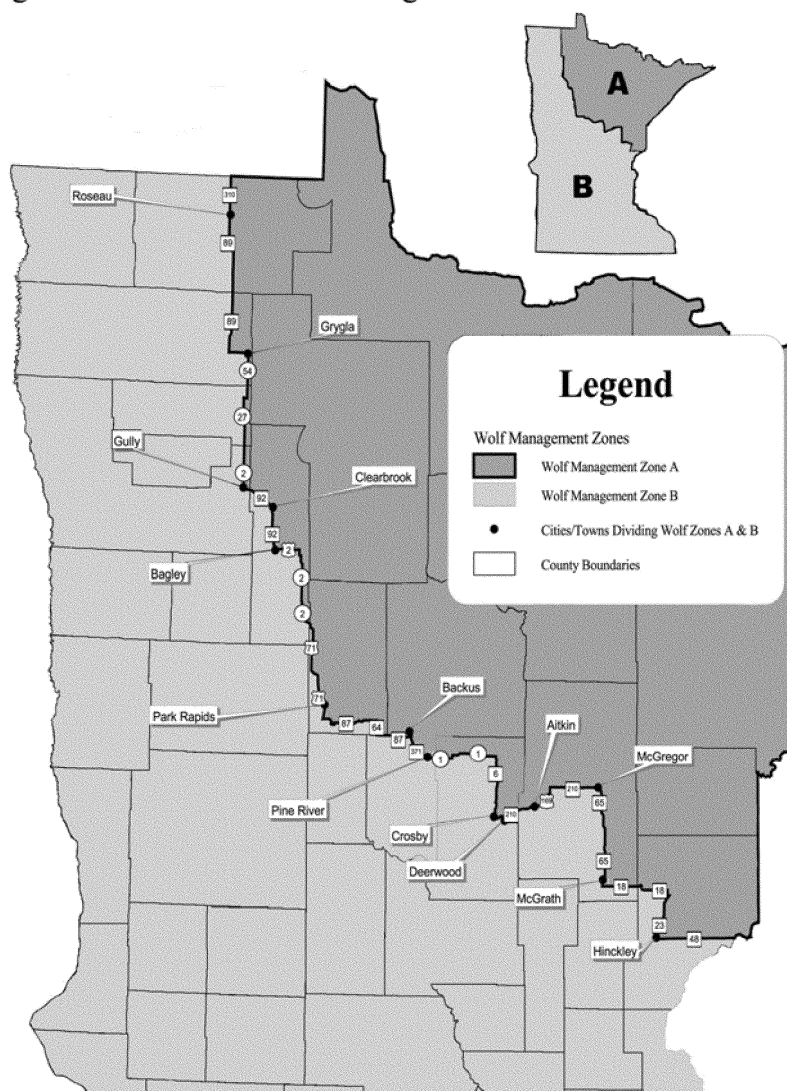 A
B
Roseau
310
89
89
Grygla
54
27
Gully
2
92
Clearbrook
92
Bagley
2
2
2
71
71
Park Rapids
87
64
87
Backus
371
Pine River
1
1
6
Aitkin
McGregor
Crosby
210
169
210
65
Deerwood
65
McGrath
18
18
23
Hinckley
48
Legend
Wolf Management Zones
Wolf Management Zone A
Wolf Management Zone B
Cities/Towns Dividing Wolf Zones A & B
County Boundaries